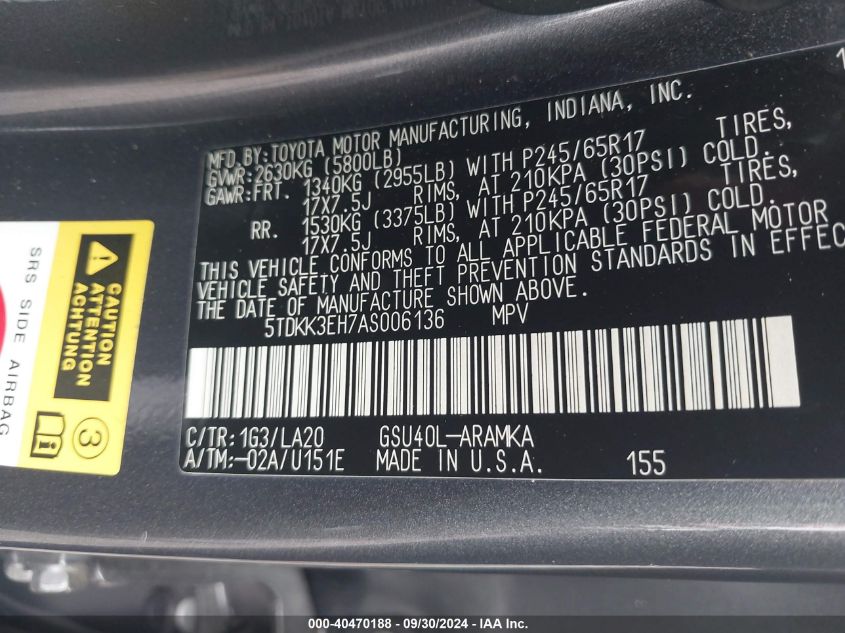 MFD.BY:TOYOTA MOTOR MANUFACTURING, INDIANA, INC.
GVWR:2630KG (5800LB)
GAWR:FRT. 1340KG (2955LB) WITH P245/65R17 TIRES,
17X7.5J RIMS, AT 210KPA (30PSI) COLD.
RR. 1530KG (3375LB) WITH P245/65R17 TIRES,
17X7.5J RIMS, AT 210KPA (30PSI) COLD.
THIS VEHICLE CONFORMS TO ALL APPLICABLE FEDERAL MOTOR
VEHICLE SAFETY AND THEFT PREVENTION STANDARDS IN EFFEC
THE DATE OF MANUFACTURE SHOWN ABOVE.
5TDKK3EH7AS006136 MPV
C/TR:1G3/LA20 GSU40L-ARAMKA
A/TM:-02A/U151E MADE IN U.S.A. 155
SRS SIDE AIRBAG
CAUTION
ATTENTION
ACHTUNG
3
000-40470188 - 09/30/2024 - IAA Inc.